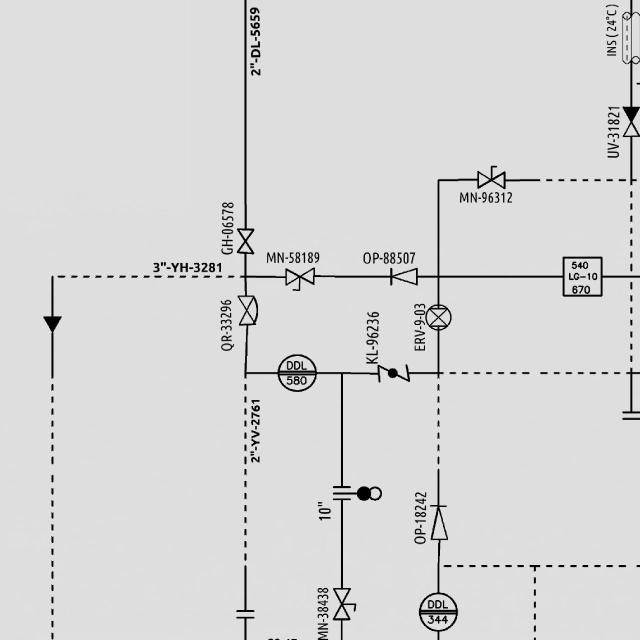 2"-DL-5659
INS ( 24°C )
UV-31821
MN-96312
GH-06578
MN-58189
OP-88507
3"-YH-3281
540
LG-10
670
QR-33296
KL-96236
ERV-9-03
DDL
580
2"-YV-2761
10"
OP-18242
MN-38438
DDL
344